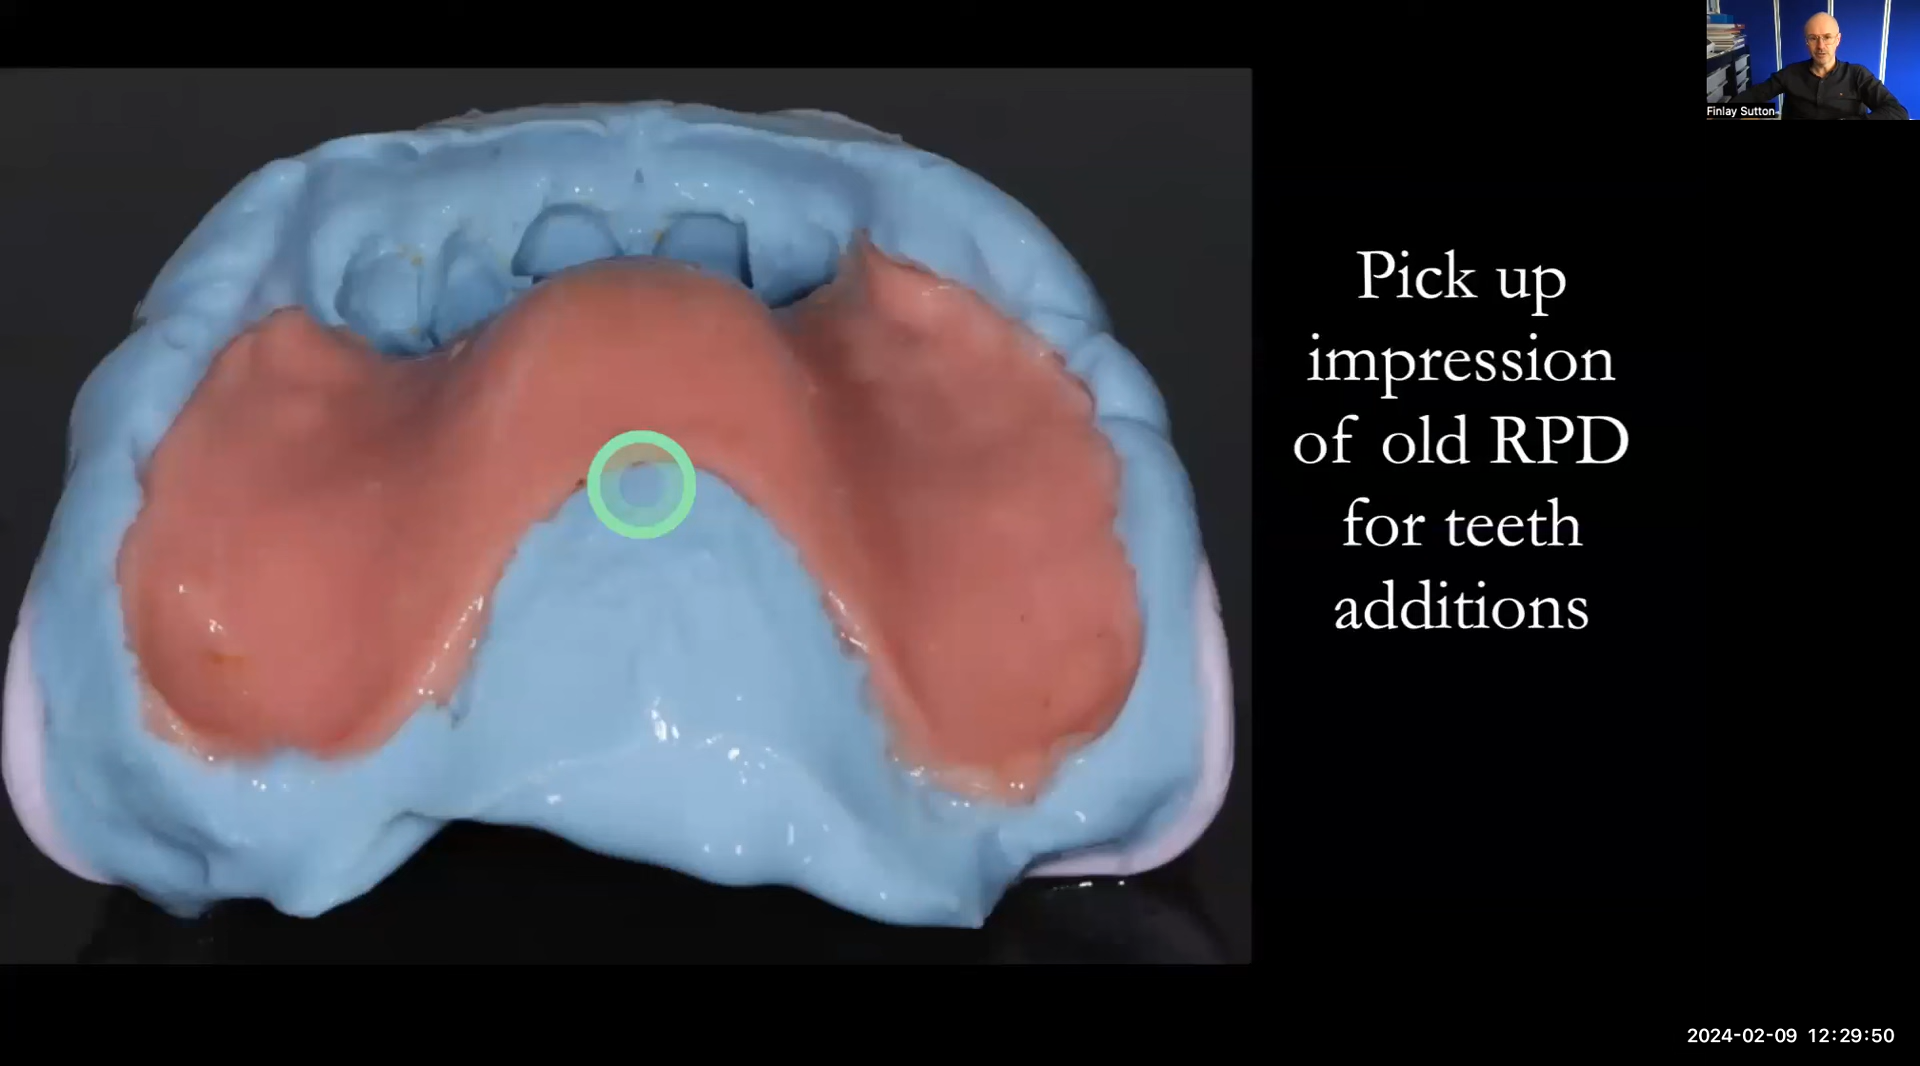 Finlay Sutton
Pick up
impression
of old RPD
for teeth
additions
2024-02-09 12:29:50